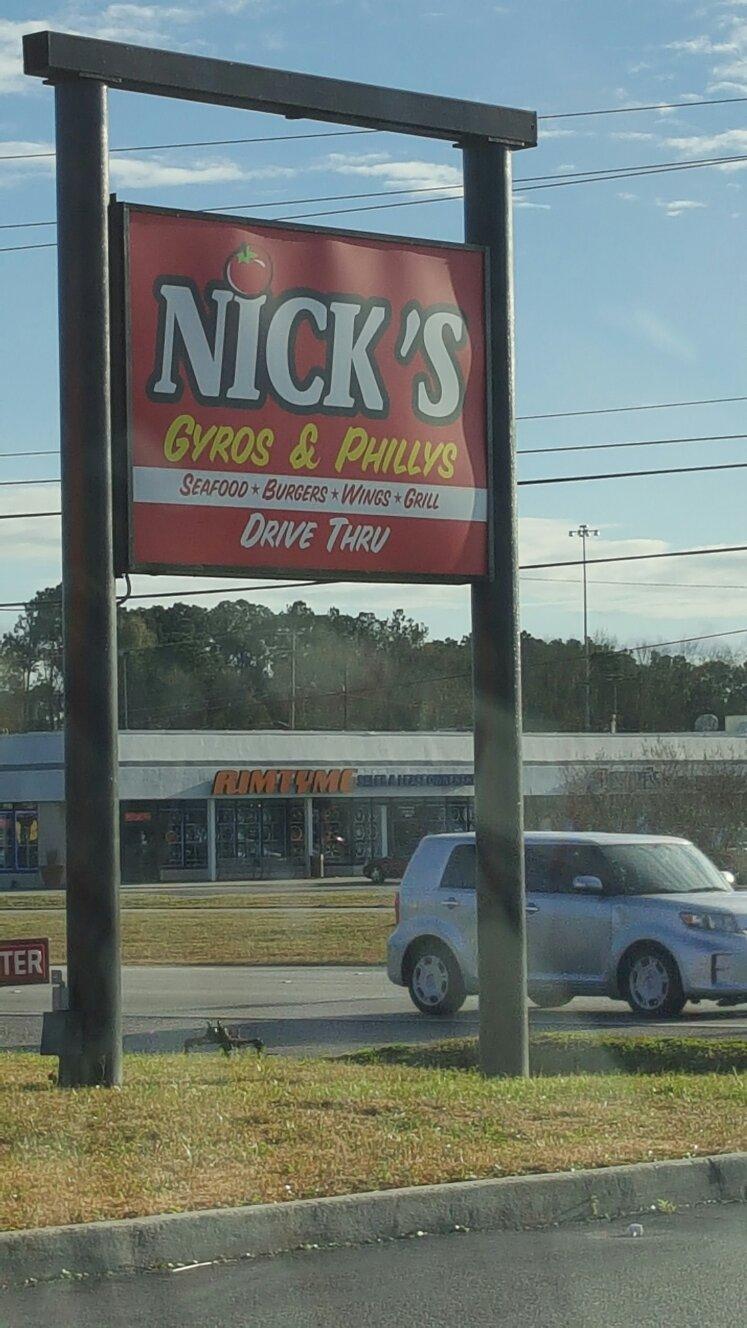 NICK'S
GYROS & PHILLYS
SEAFOOD ★ BURGERS ★ WINGS ★ GRILL
DRIVE THRU
RIMTYME
TER